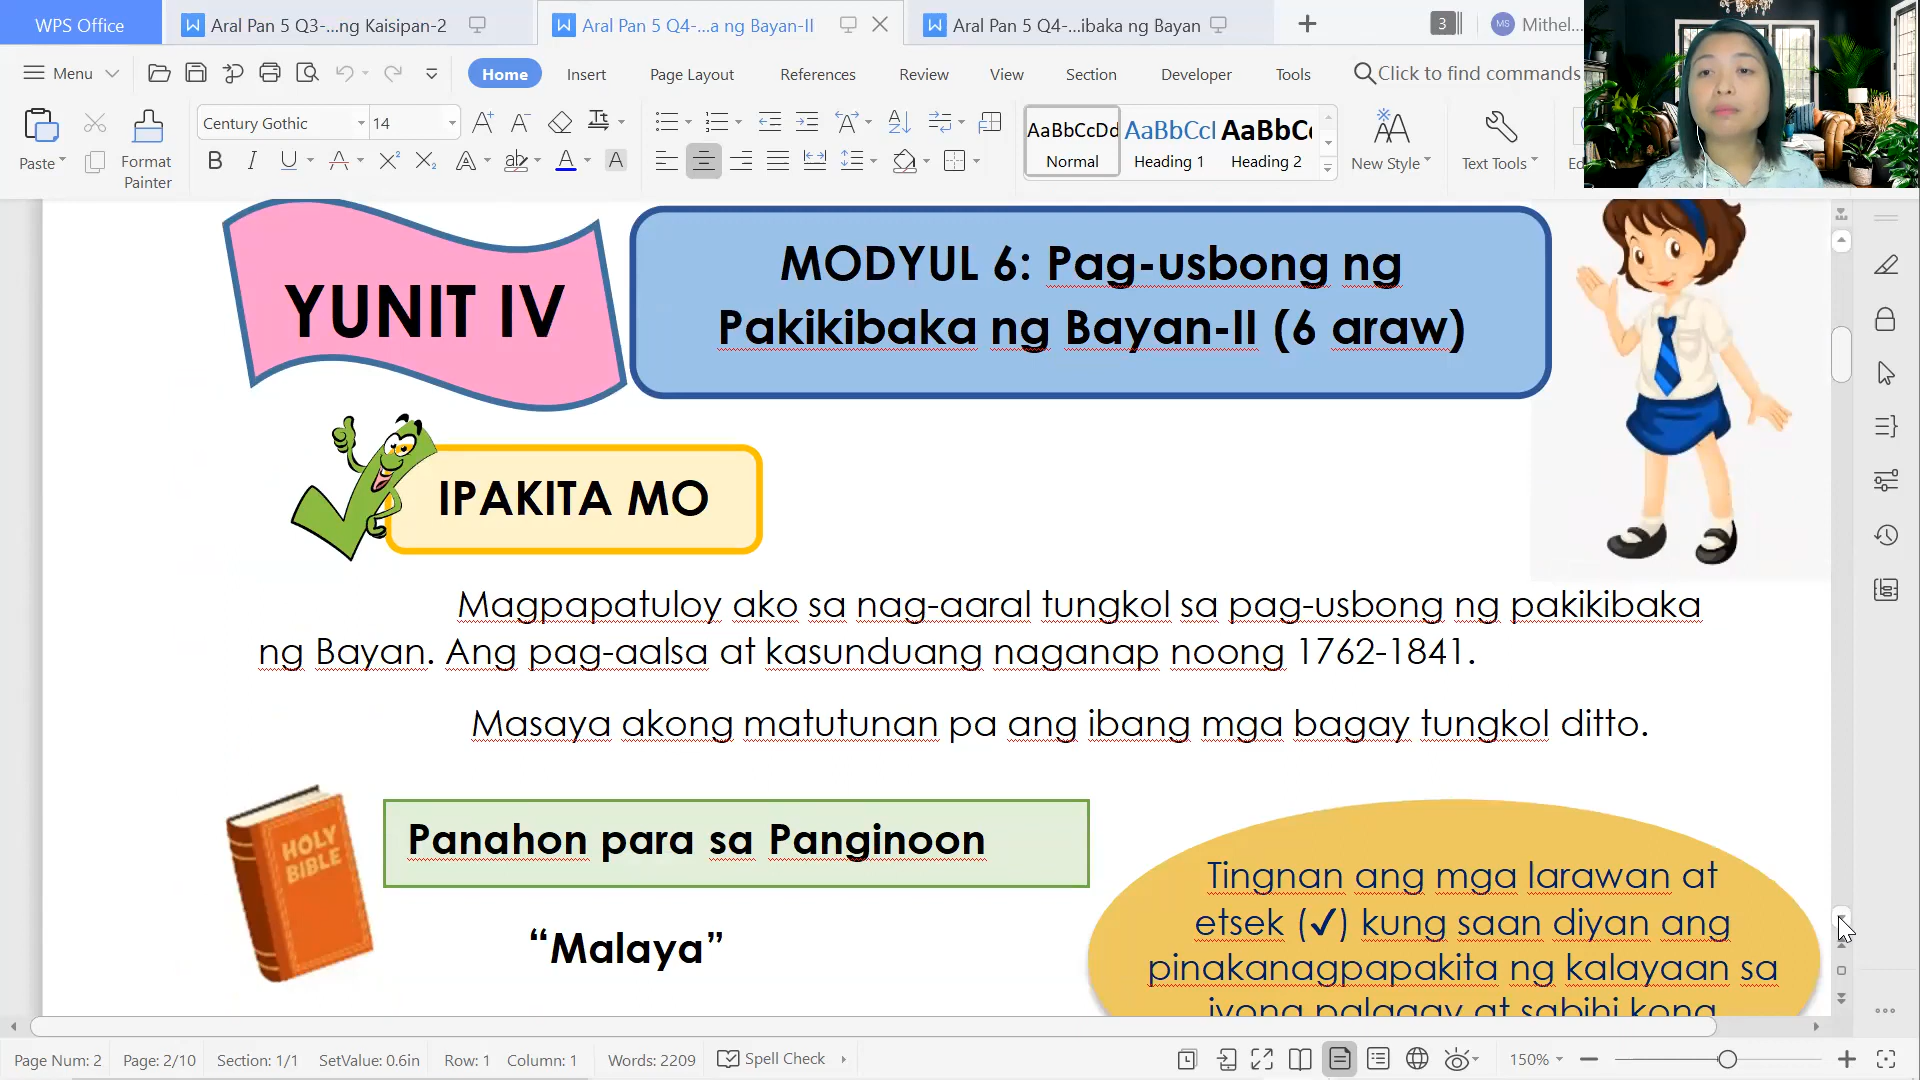 WPS Office
Aral Pan 5 Q3-...ng Kaisipan-2
Aral Pan 5 Q4-...a ng Bayan-II
Aral Pan 5 Q4-...ibaka ng Bayan
3
MS
Mithel...
Menu
Home
Insert
Page Layout
References
Review
View
Section
Developer
Tools
Click to find commands
Paste
Format
Painter
Century Gothic
14
AaBbCcDd
Normal
AaBbCcI
Heading 1
AaBbC
Heading 2
New Style
Text Tools
YUNIT IV
MODYUL 6: Pag-usbong ng
Pakikibaka ng Bayan-II (6 araw)
IPAKITA MO
Magpapatuloy ako sa nag-aaral tungkol sa pag-usbong ng pakikibaka
ng Bayan. Ang pag-aalsa at kasunduang naganap noong 1762-1841.
Masaya akong matutunan pa ang ibang mga bagay tungkol ditto.
HOLY
BIBLE
Panahon para sa Panginoon
“Malaya”
Tingnan ang mga larawan at
etsek (✓) kung saan diyan ang
pinakanagpapakita ng kalayaan sa
iyong palagay at sabihi kong
Page Num: 2
Page: 2/10
Section: 1/1
SetValue: 0.6in
Row: 1
Column: 1
Words: 2209
Spell Check
150%